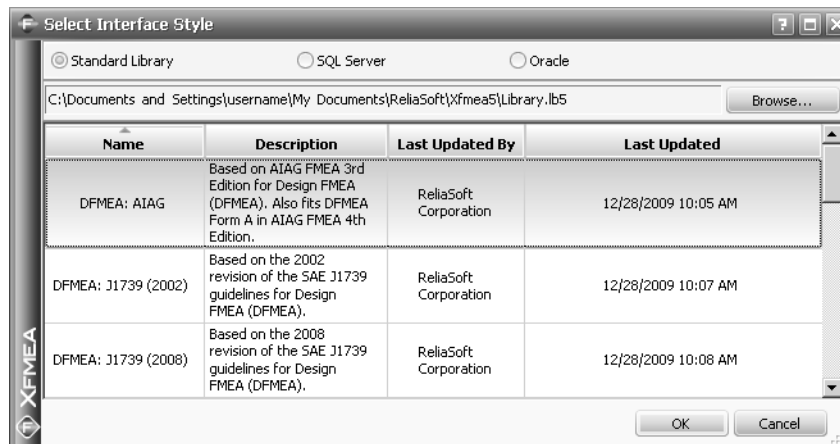 Select Interface Style
Standard Library
SQL Server
Oracle
C:\Documents and Settings\username\My Documents\ReliaSoft\Xfmea5\Library.lb5
Browse...
Name
Description
Last Updated By
Last Updated
DFMEA: AIAG
Based on AIAG FMEA 3rd
Edition for Design FMEA
(DFMEA). Also fits DFMEA
Form A in AIAG FMEA 4th
Edition.
ReliaSoft
Corporation
12/28/2009 10:05 AM
DFMEA: J1739 (2002)
Based on the 2002
revision of the SAE J1739
guidelines for Design
FMEA (DFMEA).
ReliaSoft
Corporation
12/28/2009 10:07 AM
DFMEA: J1739 (2008)
Based on the 2008
revision of the SAE J1739
guidelines for Design
FMEA (DFMEA).
ReliaSoft
Corporation
12/28/2009 10:08 AM
XFMEA
OK
Cancel